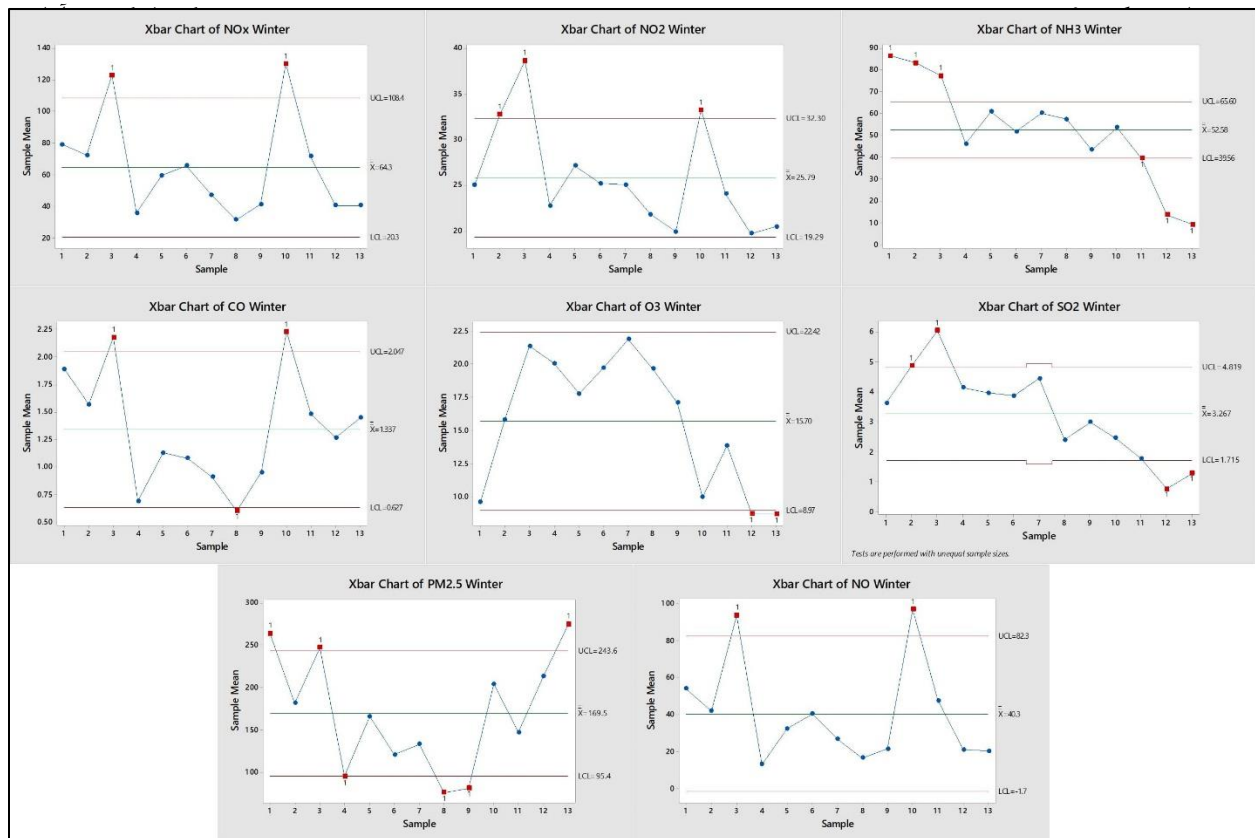 Xbar Chart of NOx Winter
140
120
100
80
60
40
20
Sample Mean
1
1
UCL=108.4
X̿=64.3
LCL=20.3
1 2 3 4 5 6 7 8 9 10 11 12 13
Sample
Xbar Chart of NO2 Winter
40
35
30
25
20
Sample Mean
1
1
1
UCL=32.30
X̿=25.79
LCL=19.29
1 2 3 4 5 6 7 8 9 10 11 12 13
Sample
Xbar Chart of NH3 Winter
90
80
70
60
50
40
30
20
10
0
Sample Mean
1
1
1
1
1
1
UCL=65.60
X̿=52.58
LCL=39.56
1 2 3 4 5 6 7 8 9 10 11 12 13
Sample
Xbar Chart of CO Winter
2.25
2.00
1.75
1.50
1.25
1.00
0.75
0.50
Sample Mean
1
1
1
UCL=2.047
X̿=1.337
LCL=0.627
1 2 3 4 5 6 7 8 9 10 11 12 13
Sample
Xbar Chart of O3 Winter
22.5
20.0
17.5
15.0
12.5
10.0
Sample Mean
1
1
UCL=22.42
X̿=15.70
LCL=8.97
1 2 3 4 5 6 7 8 9 10 11 12 13
Sample
Xbar Chart of SO2 Winter
6
5
4
3
2
1
0
Sample Mean
1
1
1
1
UCL=4.819
X̿=3.267
LCL=1.715
1 2 3 4 5 6 7 8 9 10 11 12 13
Sample
Tests are performed with unequal sample sizes.
Xbar Chart of PM2.5 Winter
300
250
200
150
100
Sample Mean
1
1
1
1
1
1
UCL=243.6
X̿=169.5
LCL=95.4
1 2 3 4 5 6 7 8 9 10 11 12 13
Sample
Xbar Chart of NO Winter
100
80
60
40
20
0
Sample Mean
1
1
UCL=82.3
X̿=40.3
LCL=-1.7
1 2 3 4 5 6 7 8 9 10 11 12 13
Sample